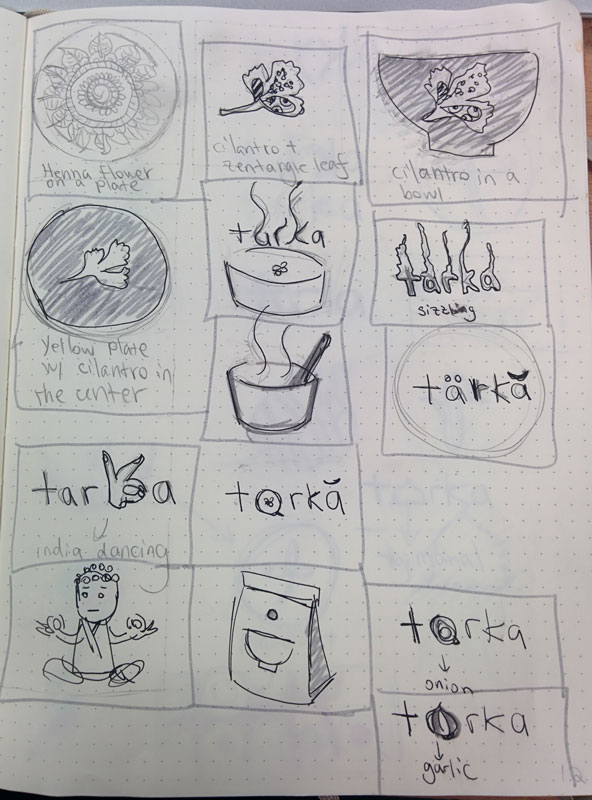 Henna flower
on a plate
cilantro +
zentangle leaf
cilantro in a
bowl
yellow plate
w/ cilantro in
the center
tarka
tarka
sizzling
tärkă
tarka
india dancing
tarkă
tarka
onion
tarka
garlic
12